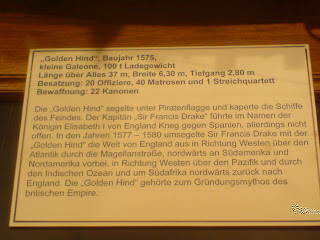 „Golden Hind", Baujahr 1575,
kleine Galeone, 100 t Ladegewicht
Länge über Alles 37 m, Breite 6,30 m, Tiefgang 2,80 m
Besatzung: 20 Offiziere, 40 Matrosen und 1 Streichquartett
Bewaffnung: 22 Kanonen
Die „Golden Hind" segelte unter Piratenflagge und kaperte die Schiffe
des Feindes. Der Kapitän „Sir Francis Drake" führte im Namen der
Königin Elisabeth I von England Krieg gegen Spanien, allerdings nicht
offen. In den Jahren 1577 – 1580 umsegelte Sir Francis Drake mit der
„Golden Hind" die Welt von England aus in Richtung Westen über den
Atlantik durch die Magellanstraße, nordwärts an Südamerika und
Nordamerika vorbei, in Richtung Westen über den Pazifik und durch
den Indischen Ozean und um Südafrika nordwärts zurück nach
England. Die „Golden Hind" gehörte zum Gründungsmythos des
britischen Empire.